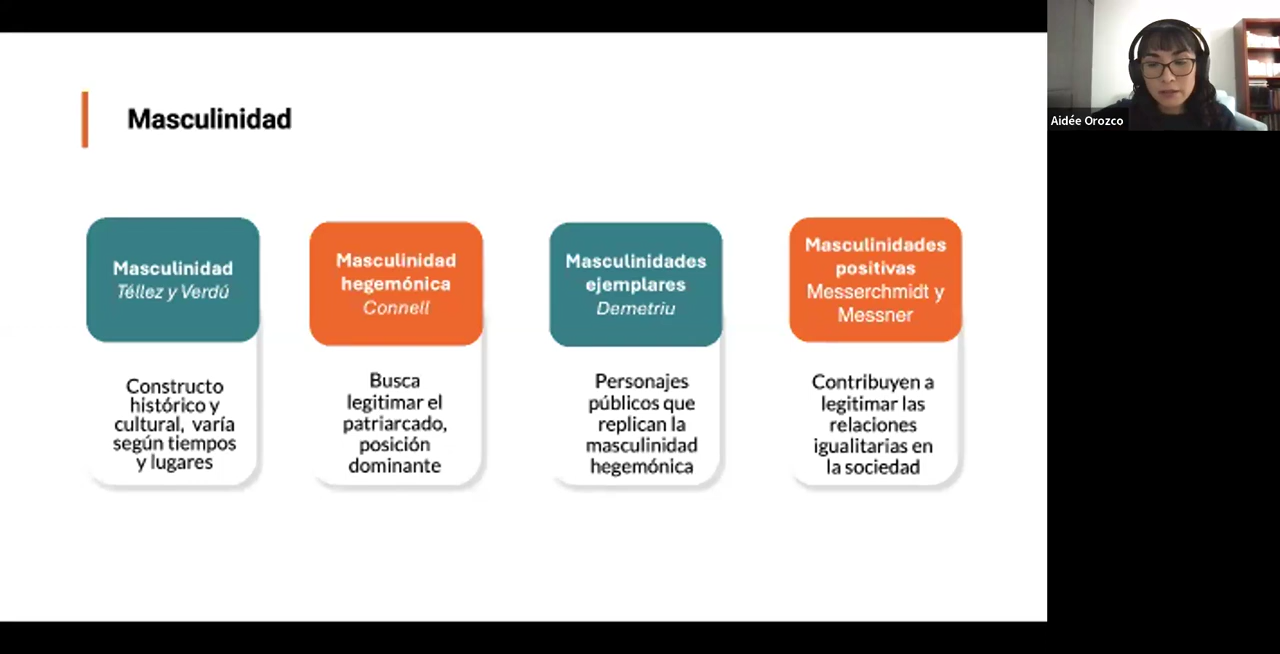 Masculinidad
Masculinidad
Téllez y Verdú
Constructo
histórico y
cultural, varía
según tiempos
y lugares
Masculinidad
hegemónica
Connell
Busca
legitimar el
patriarcado,
posición
dominante
Masculinidades
ejemplares
Demetriu
Personajes
públicos que
replican la
masculinidad
hegemónica
Masculinidades
positivas
Messerchmidt y
Messner
Contribuyen a
legitimar las
relaciones
igualitarias en
la sociedad
Aidée Orozco